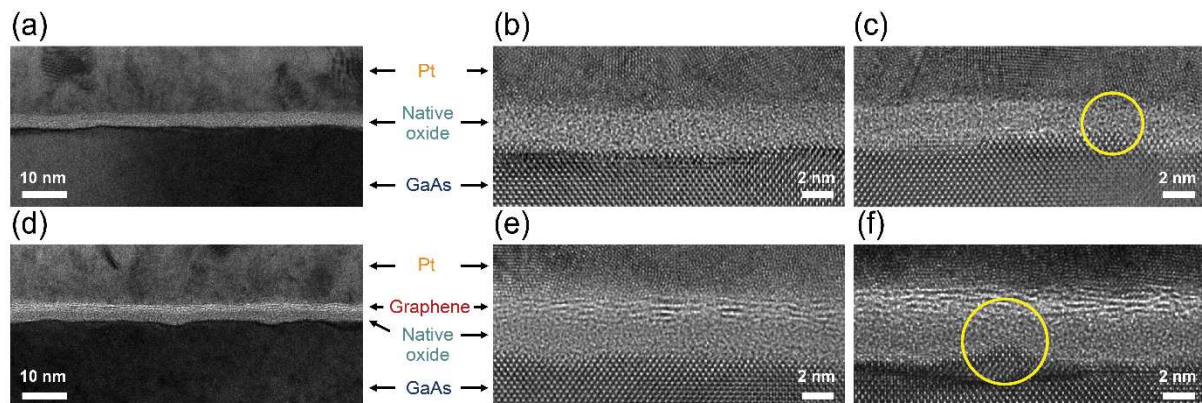 (a)
(b)
(c)
Pt
Native
oxide
GaAs
10 nm
2 nm
2 nm
(d)
(e)
(f)
Pt
Graphene
Native
oxide
GaAs
10 nm
2 nm
2 nm